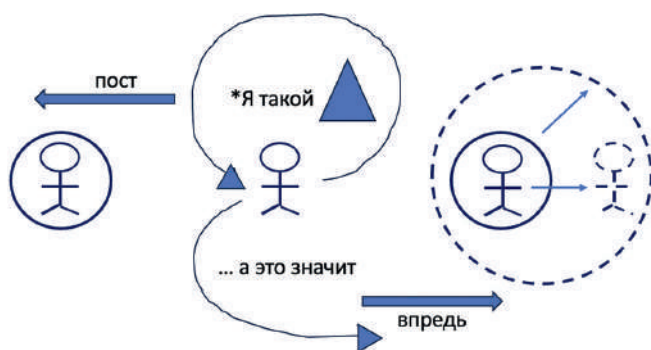 пост
*Я такой
... а это значит
впредь